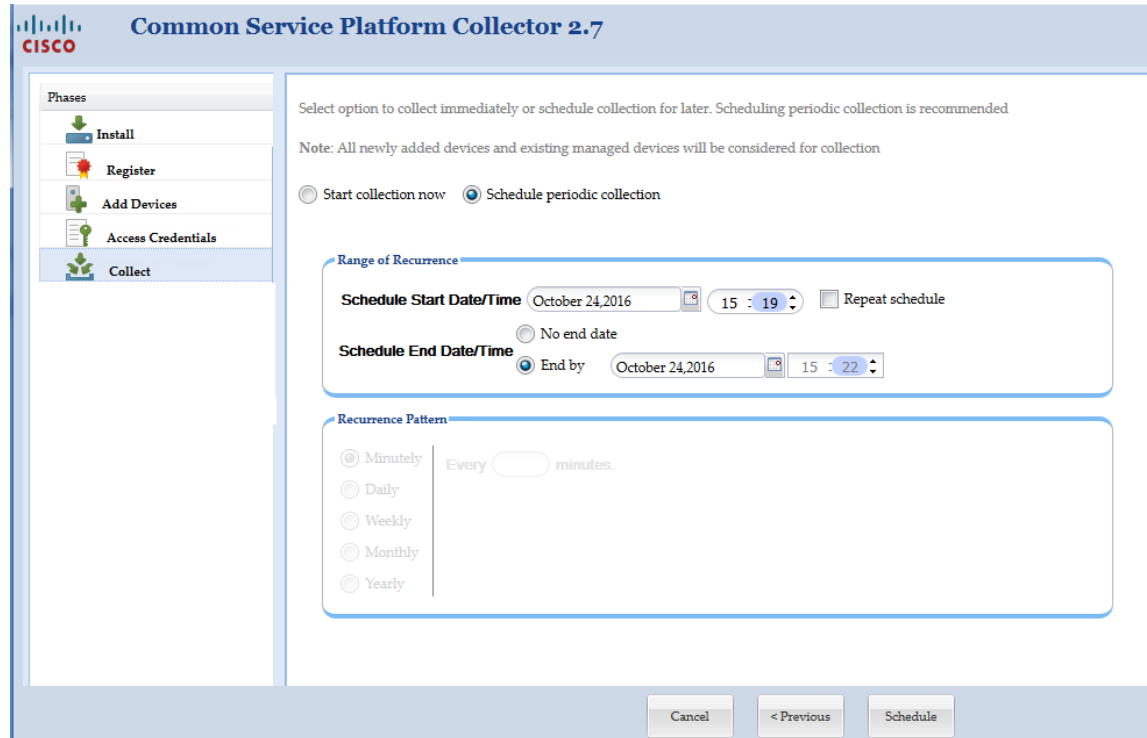 CISCO
Common Service Platform Collector 2.7
Phases
Install
Register
Add Devices
Access Credentials
Collect
Select option to collect immediately or schedule collection for later. Scheduling periodic collection is recommended
Note: All newly added devices and existing managed devices will be considered for collection
Start collection now Schedule periodic collection
Range of Recurrence
Schedule Start Date/Time October 24,2016 15 : 19 Repeat schedule
No end date
Schedule End Date/Time
End by October 24,2016 15 : 22
Recurrence Pattern
Minutely Every minutes.
Daily
Weekly
Monthly
Yearly
Cancel < Previous Schedule